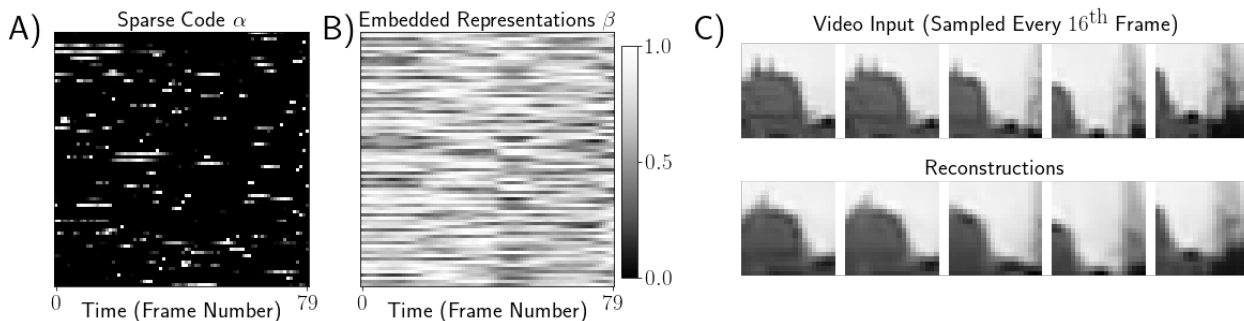 A)
Sparse Code α
0
79
Time (Frame Number)
B)
Embedded Representations β
1.0
0.5
0.0
0
79
Time (Frame Number)
C)
Video Input (Sampled Every 16th Frame)
Reconstructions